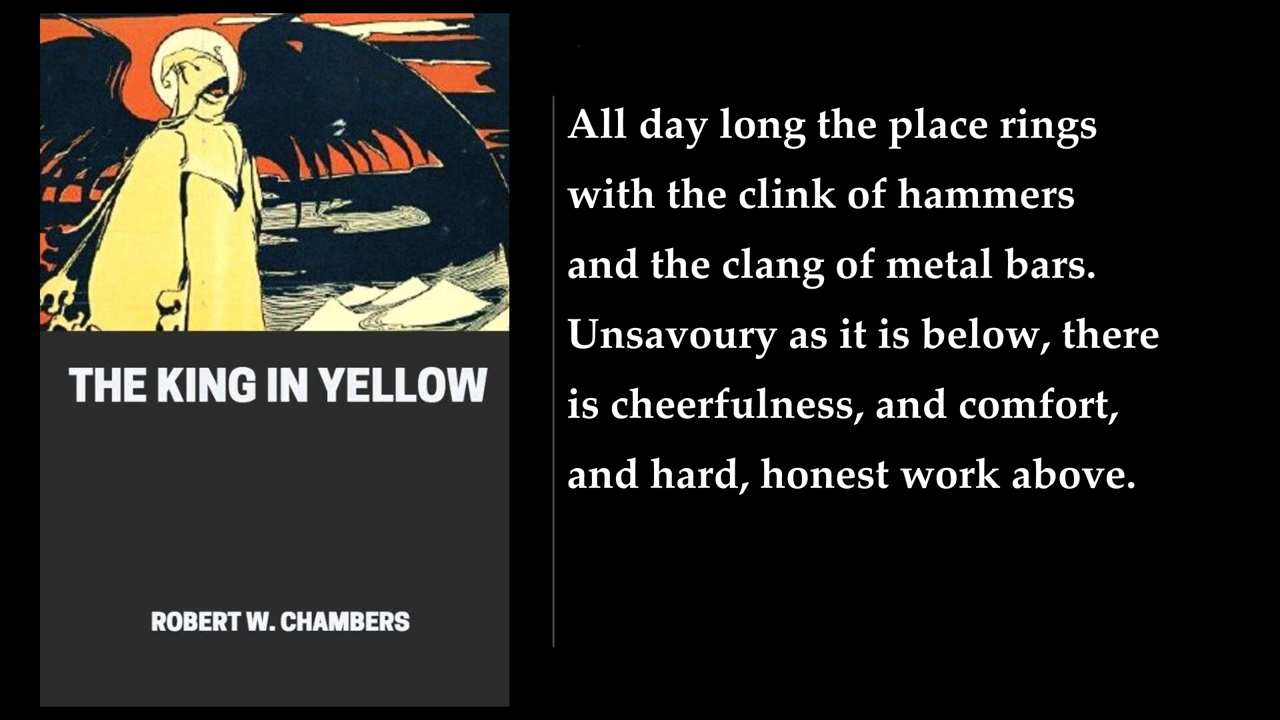 THE KING IN YELLOW
ROBERT W. CHAMBERS
All day long the place rings
with the clink of hammers
and the clang of metal bars.
Unsavoury as it is below, there
is cheerfulness, and comfort,
and hard, honest work above.